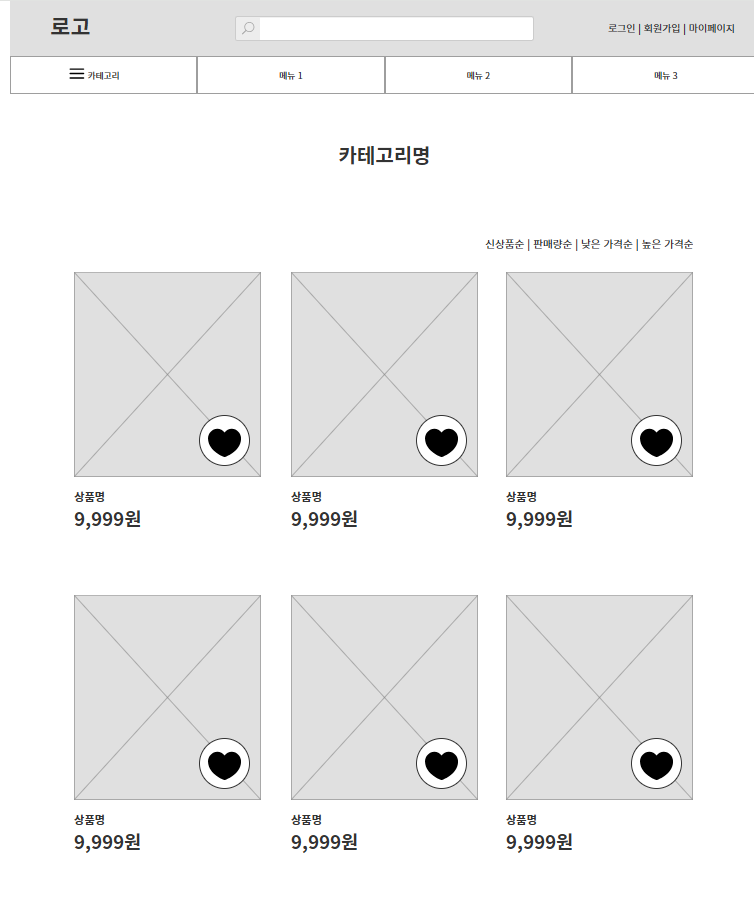 로고
로그인 | 회원가입 | 마이페이지
카테고리
메뉴 1
메뉴 2
메뉴 3
카테고리명
신상품순 | 판매량순 | 낮은 가격순 | 높은 가격순
상품명
9,999원
상품명
9,999원
상품명
9,999원
상품명
9,999원
상품명
9,999원
상품명
9,999원